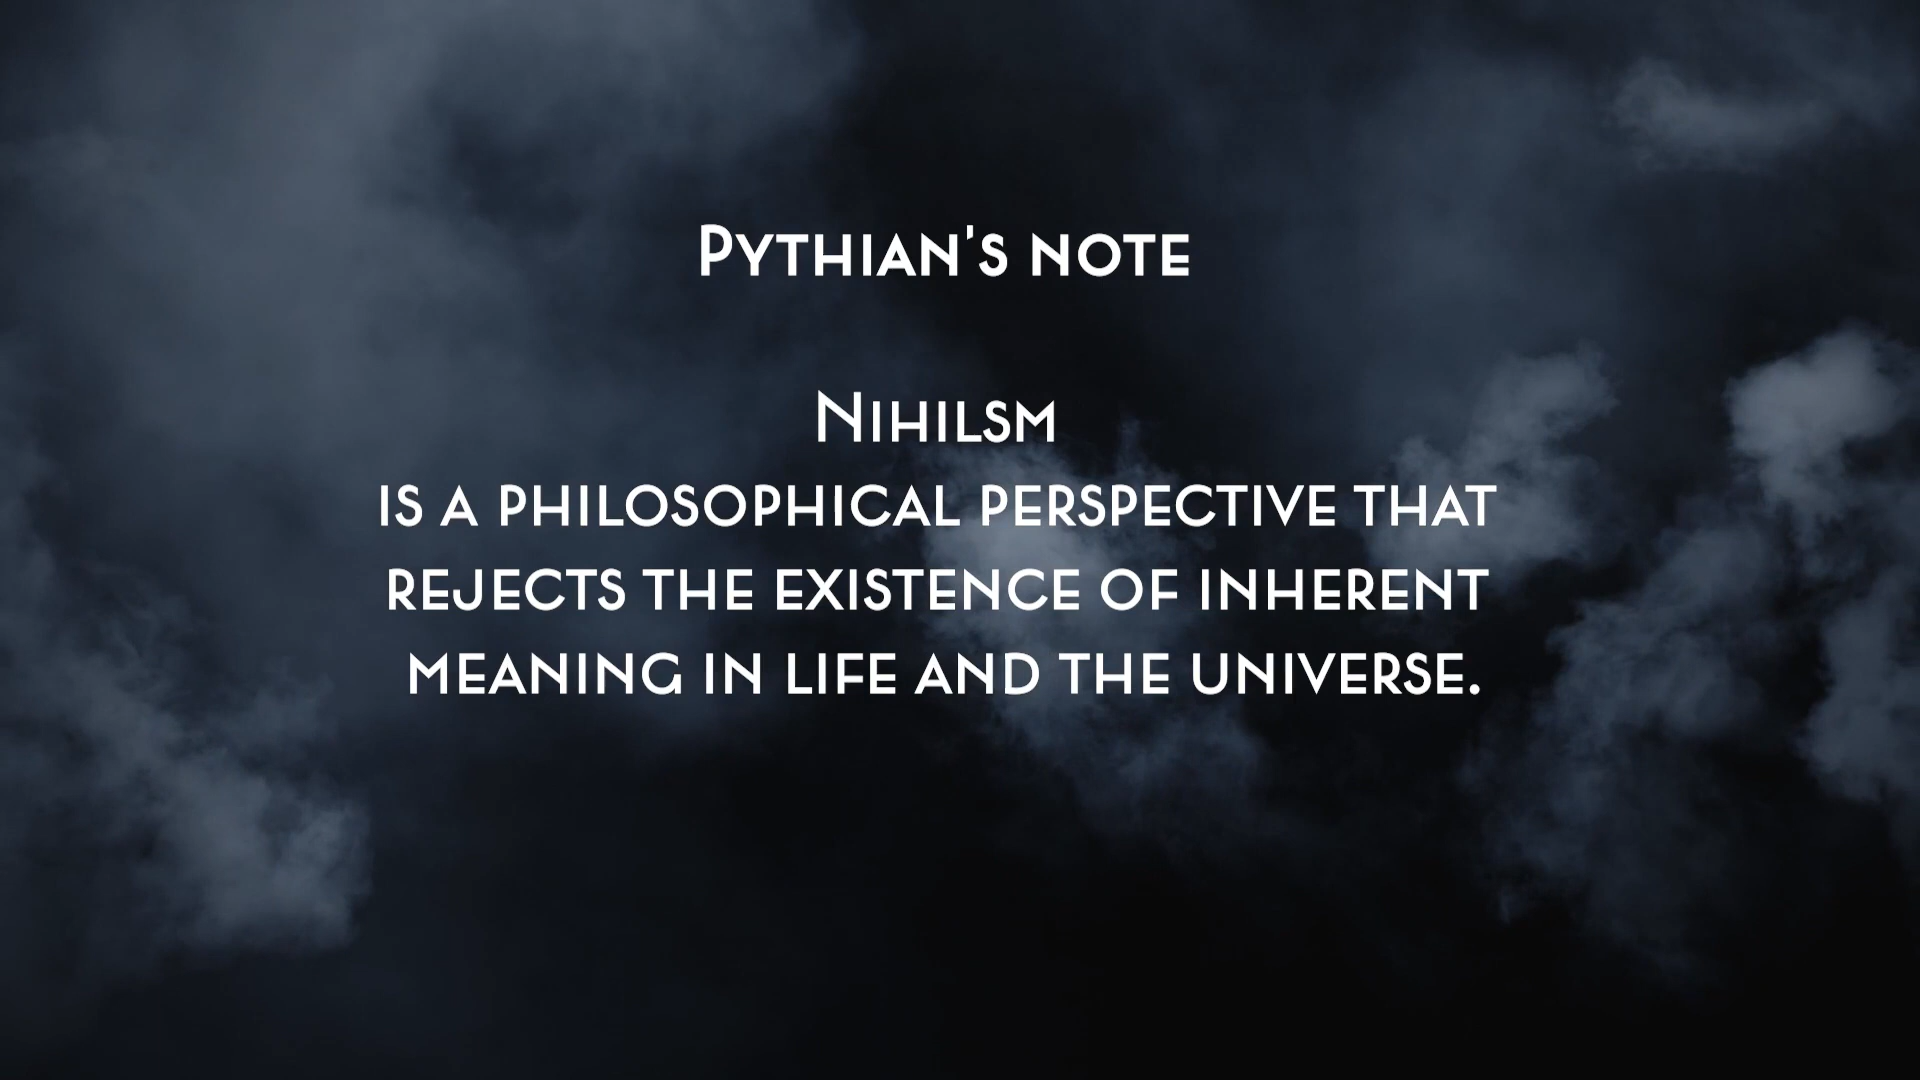 Pythian's note
Nihilsm
is a philosophical perspective that
rejects the existence of inherent
meaning in life and the universe.